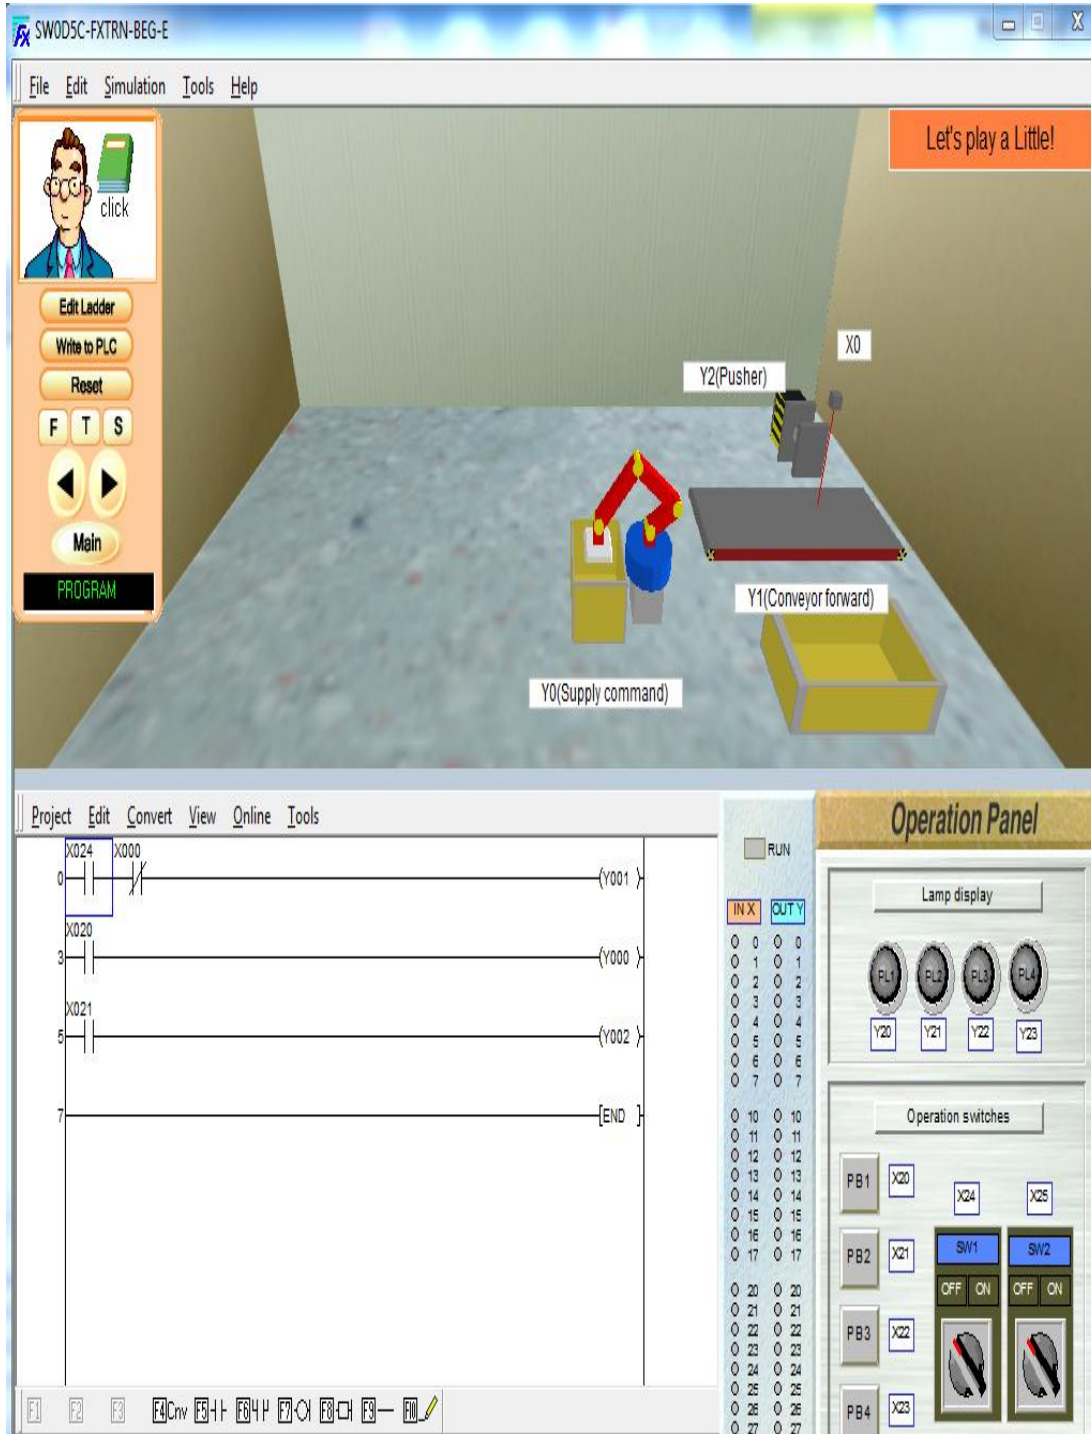 SW0D5C-FXTRN-BEG-E
File Edit Simulation Tools Help
click
Edit Ladder
Write to PLC
Reset
F T S
Main
PROGRAM
Let's play a Little!
X0
Y2(Pusher)
Y1(Conveyor forward)
Y0(Supply command)
Project Edit Convert View Online Tools
X024 X000
0 (Y001 )
X020
3 (Y000 )
X021
5 (Y002 )
7 [END ]
F1 F2 F3 F4 Cnv F5 F6 F7 F8 F9 F10
RUN
IN X OUT Y
0 0
1 1
2 2
3 3
4 4
5 5
6 6
7 7
10 10
11 11
12 12
13 13
14 14
15 15
16 16
17 17
20 20
21 21
22 22
23 23
24 24
25 25
26 26
27 27
Operation Panel
Lamp display
PL1 PL2 PL3 PL4
Y20 Y21 Y22 Y23
Operation switches
PB1 X20
PB2 X21
PB3 X22
PB4 X23
X24 X25
SW1 SW2
OFF ON OFF ON